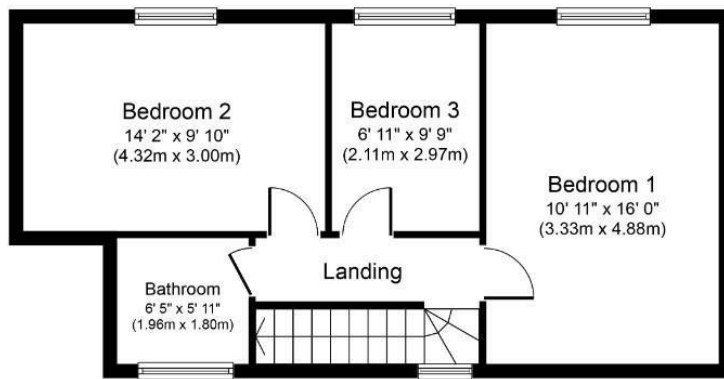 Bedroom 2
14' 2" x 9' 10"
(4.32m x 3.00m)
Bedroom 3
6' 11" x 9' 9"
(2.11m x 2.97m)
Bedroom 1
10' 11" x 16' 0"
(3.33m x 4.88m)
Landing
Bathroom
6' 5" x 5' 11"
(1.96m x 1.80m)